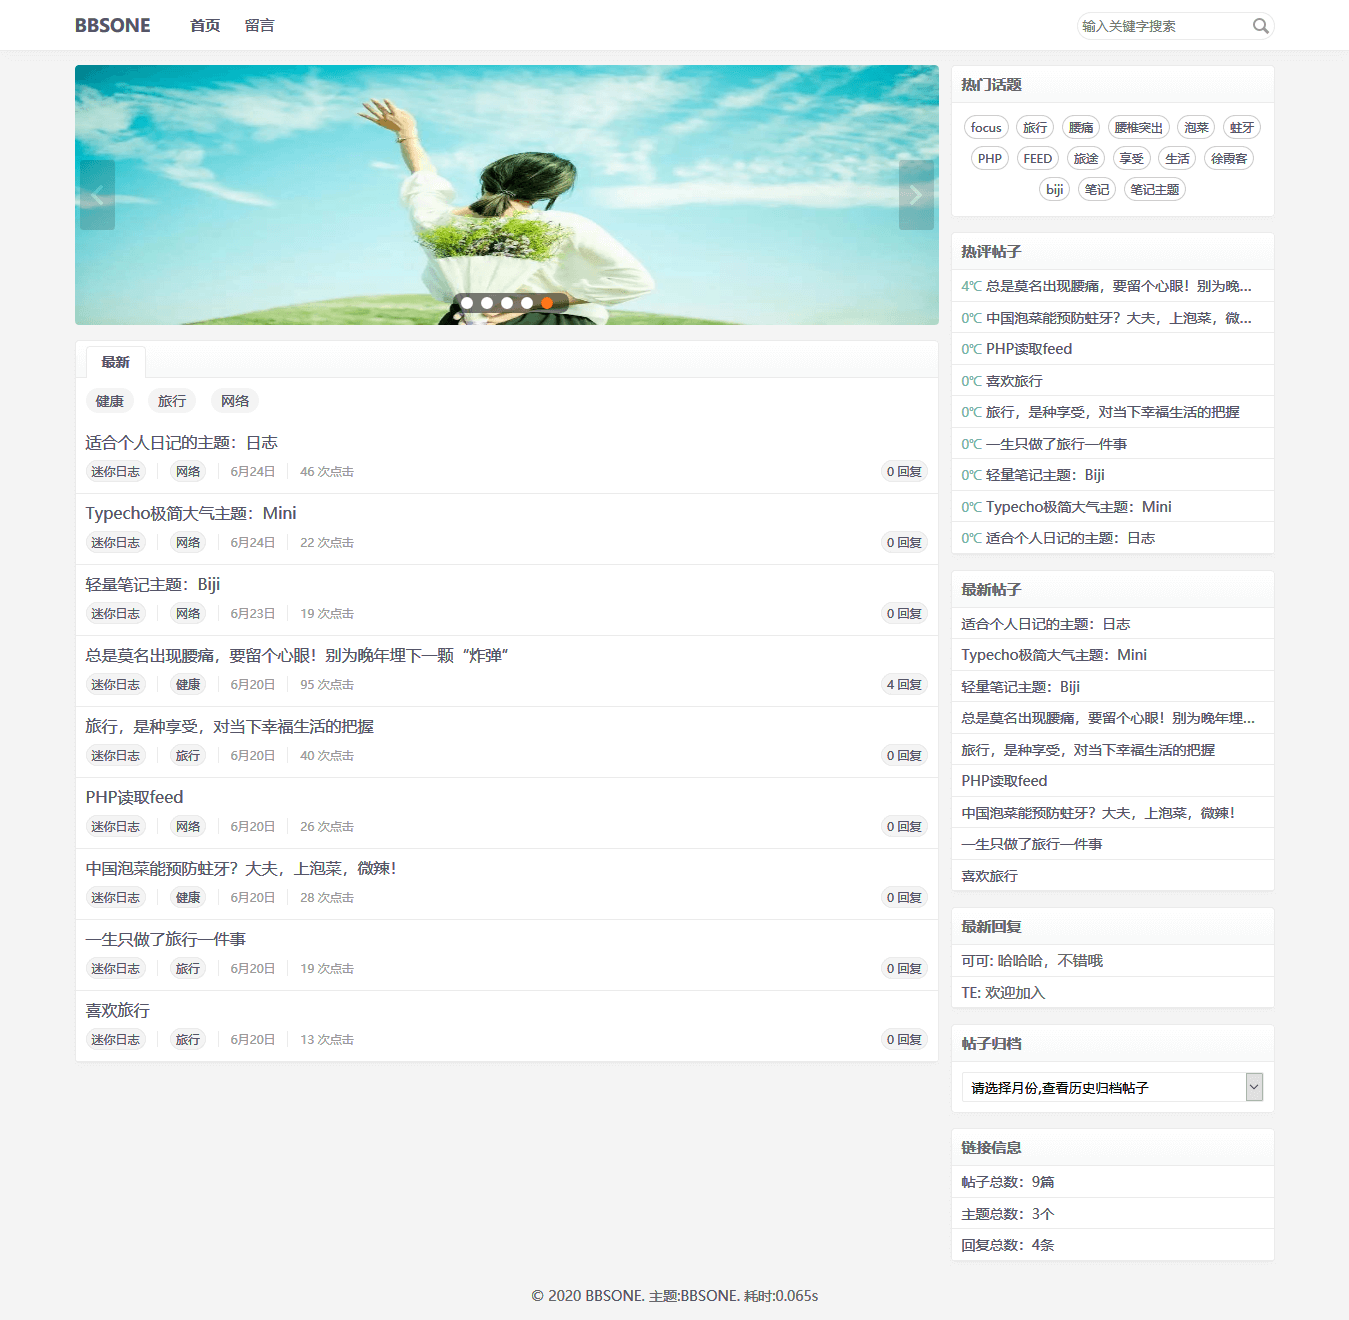 BBSONE 首页 留言 输入关键字搜索
热门话题
focus 旅行 腰痛 腰椎突出 泡菜 蛀牙
PHP FEED 旅途 享受 生活 徐霞客
biji 笔记 笔记主题
最新
健康 旅行 网络
适合个人日记的主题：日志
迷你日志 网络 6月24日 46 次点击 0 回复
Typecho极简大气主题：Mini
迷你日志 网络 6月24日 22 次点击 0 回复
轻量笔记主题：Biji
迷你日志 网络 6月23日 19 次点击 0 回复
总是莫名出现腰痛，要留个心眼！别为晚年埋下一颗“炸弹”
迷你日志 健康 6月20日 95 次点击 4 回复
旅行，是种享受，对当下幸福生活的把握
迷你日志 旅行 6月20日 40 次点击 0 回复
PHP读取feed
迷你日志 网络 6月20日 26 次点击 0 回复
中国泡菜能预防蛀牙？大夫，上泡菜，微辣！
迷你日志 健康 6月20日 28 次点击 0 回复
一生只做了旅行一件事
迷你日志 旅行 6月20日 19 次点击 0 回复
喜欢旅行
迷你日志 旅行 6月20日 13 次点击 0 回复
热评帖子
4℃ 总是莫名出现腰痛，要留个心眼！别为晚...
0℃ 中国泡菜能预防蛀牙？大夫，上泡菜，微...
0℃ PHP读取feed
0℃ 喜欢旅行
0℃ 旅行，是种享受，对当下幸福生活的把握
0℃ 一生只做了旅行一件事
0℃ 轻量笔记主题：Biji
0℃ Typecho极简大气主题：Mini
0℃ 适合个人日记的主题：日志
最新帖子
适合个人日记的主题：日志
Typecho极简大气主题：Mini
轻量笔记主题：Biji
总是莫名出现腰痛，要留个心眼！别为晚年埋...
旅行，是种享受，对当下幸福生活的把握
PHP读取feed
中国泡菜能预防蛀牙？大夫，上泡菜，微辣！
一生只做了旅行一件事
喜欢旅行
最新回复
可可: 哈哈哈，不错哦
TE: 欢迎加入
帖子归档
请选择月份,查看历史归档帖子
链接信息
帖子总数：9篇
主题总数：3个
回复总数：4条
© 2020 BBSONE. 主题:BBSONE. 耗时:0.065s